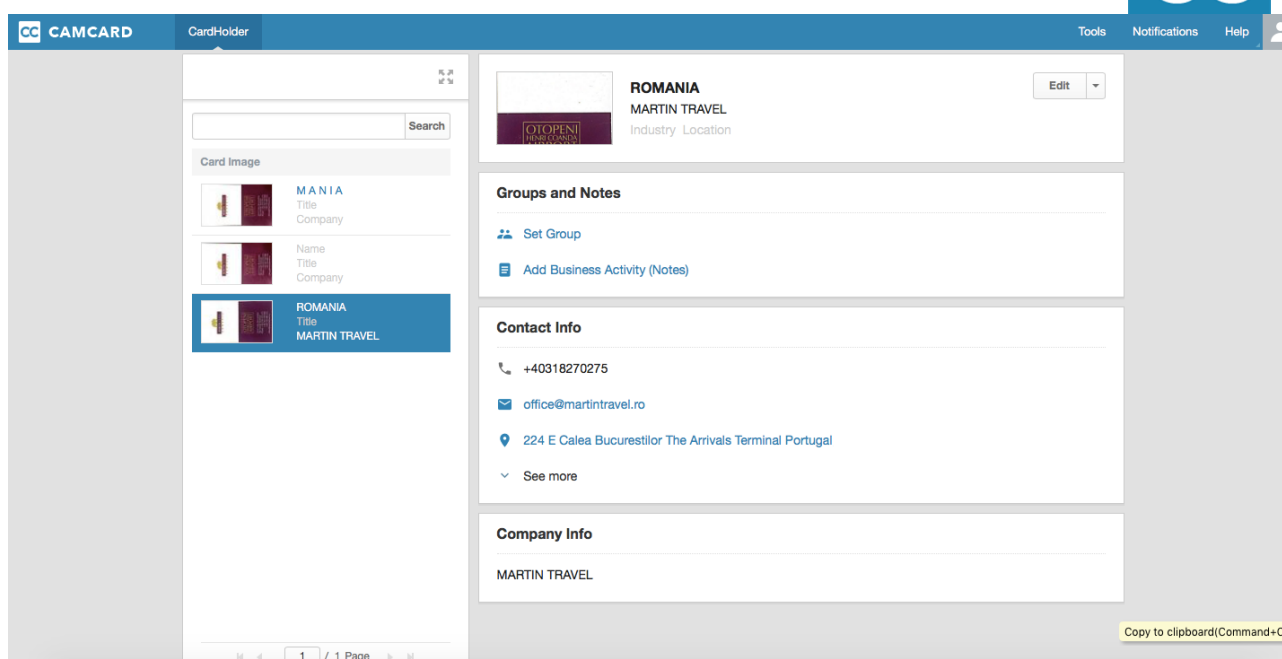 CC CAMCARD
CardHolder
Tools
Notifications
Help
Search
Card Image
MANIA
Title
Company
Name
Title
Company
ROMANIA
Title
MARTIN TRAVEL
1 / 1 Page
OTOPENI
HENRI COANDA
ROMANIA
MARTIN TRAVEL
Industry Location
Edit
Groups and Notes
Set Group
Add Business Activity (Notes)
Contact Info
+40318270275
office@martintravel.ro
224 E Calea Bucurestilor The Arrivals Terminal Portugal
See more
Company Info
MARTIN TRAVEL
Copy to clipboard(Command+C